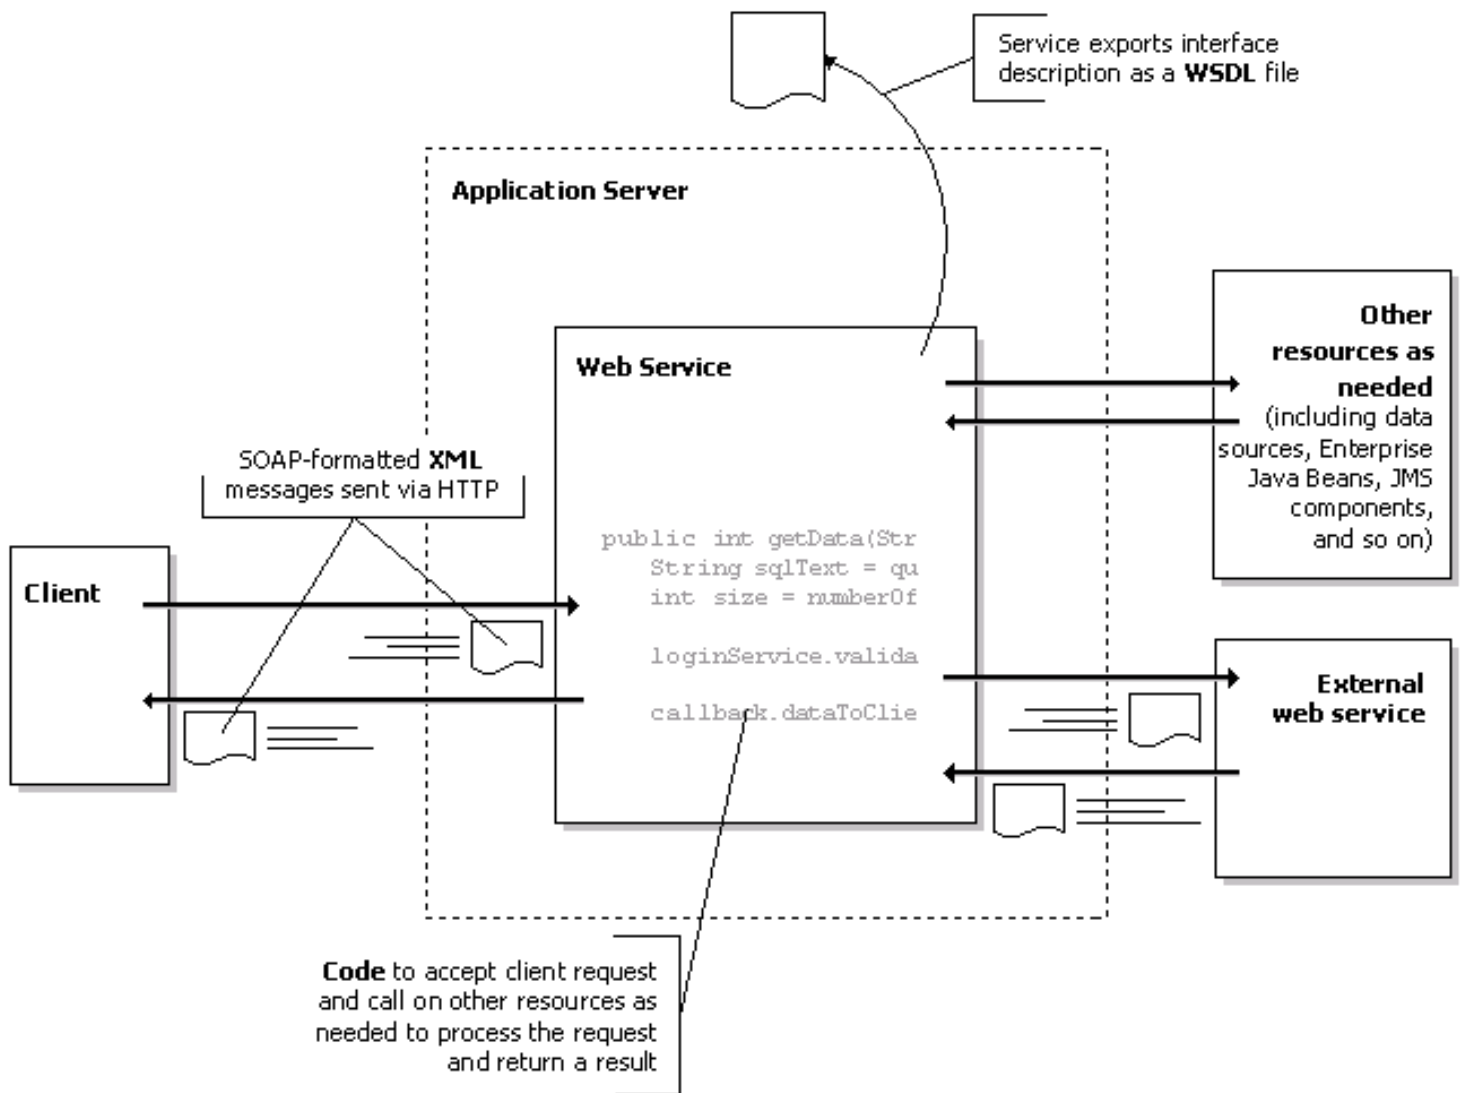 Service exports interface
description as a WSDL file
Application Server
Other
resources as
needed
(including data
sources, Enterprise
Java Beans, JMS
components,
and so on)
Web Service
SOAP-formatted XML
messages sent via HTTP
public int getData(Str
String sqlText = qu
int size = numberOf
loginService.valida
callback.dataToClie
Client
External
web service
Code to accept client request
and call on other resources as
needed to process the request
and return a result